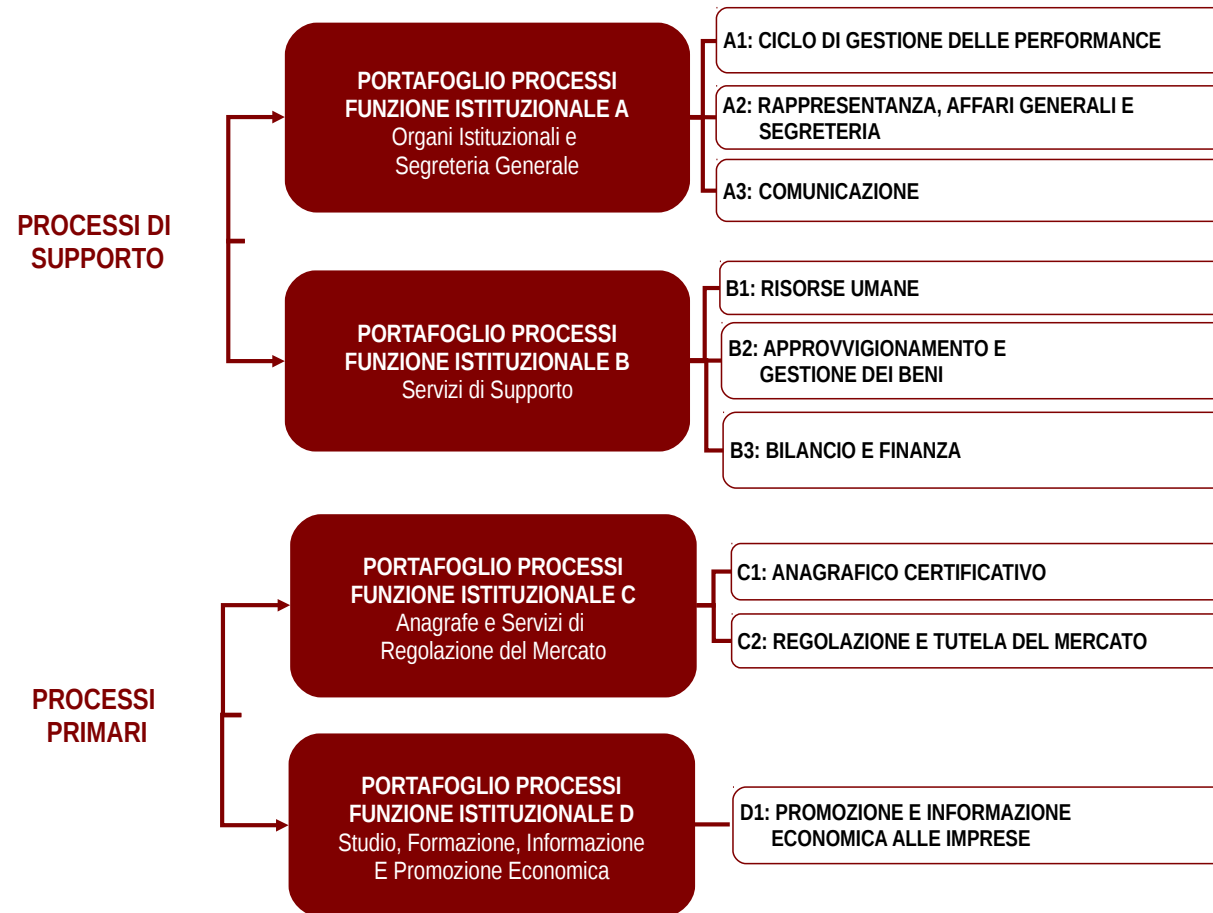 PROCESSI DI
SUPPORTO
PORTAFOGLIO PROCESSI
FUNZIONE ISTITUZIONALE A
Organi Istituzionali e
Segreteria Generale
A1: CICLO DI GESTIONE DELLE PERFORMANCE
A2: RAPPRESENTANZA, AFFARI GENERALI E
SEGRETERIA
A3: COMUNICAZIONE
PORTAFOGLIO PROCESSI
FUNZIONE ISTITUZIONALE B
Servizi di Supporto
B1: RISORSE UMANE
B2: APPROVVIGIONAMENTO E
GESTIONE DEI BENI
B3: BILANCIO E FINANZA
PROCESSI
PRIMARI
PORTAFOGLIO PROCESSI
FUNZIONE ISTITUZIONALE C
Anagrafe e Servizi di
Regolazione del Mercato
C1: ANAGRAFICO CERTIFICATIVO
C2: REGOLAZIONE E TUTELA DEL MERCATO
PORTAFOGLIO PROCESSI
FUNZIONE ISTITUZIONALE D
Studio, Formazione, Informazione
E Promozione Economica
D1: PROMOZIONE E INFORMAZIONE
ECONOMICA ALLE IMPRESE